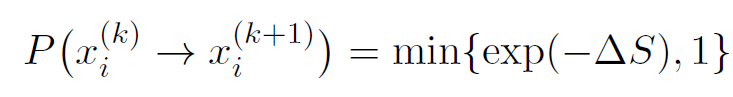 P(x_i^{(k)} → x_i^{(k+1)}) = min{exp(−ΔS), 1}